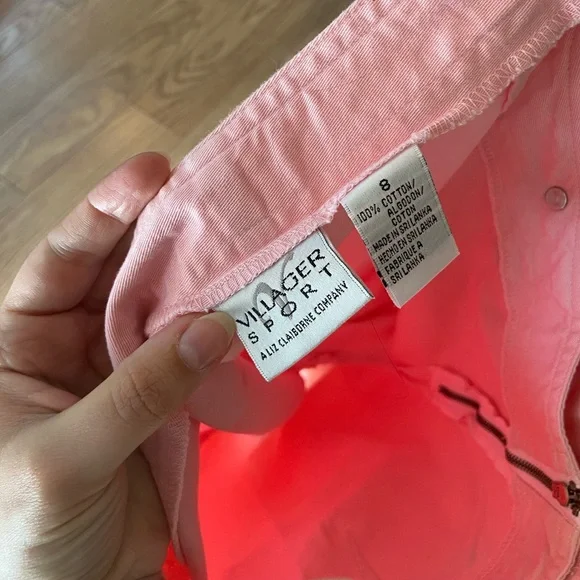 VILLAGER
SPORT
A LIZ CLAIBORNE COMPANY
8
100% COTTON/
ALGODON/
COTON
MADE IN SRI LANKA
HECHO EN SRI LANKA
FABRIQUE A
SRI LANKA